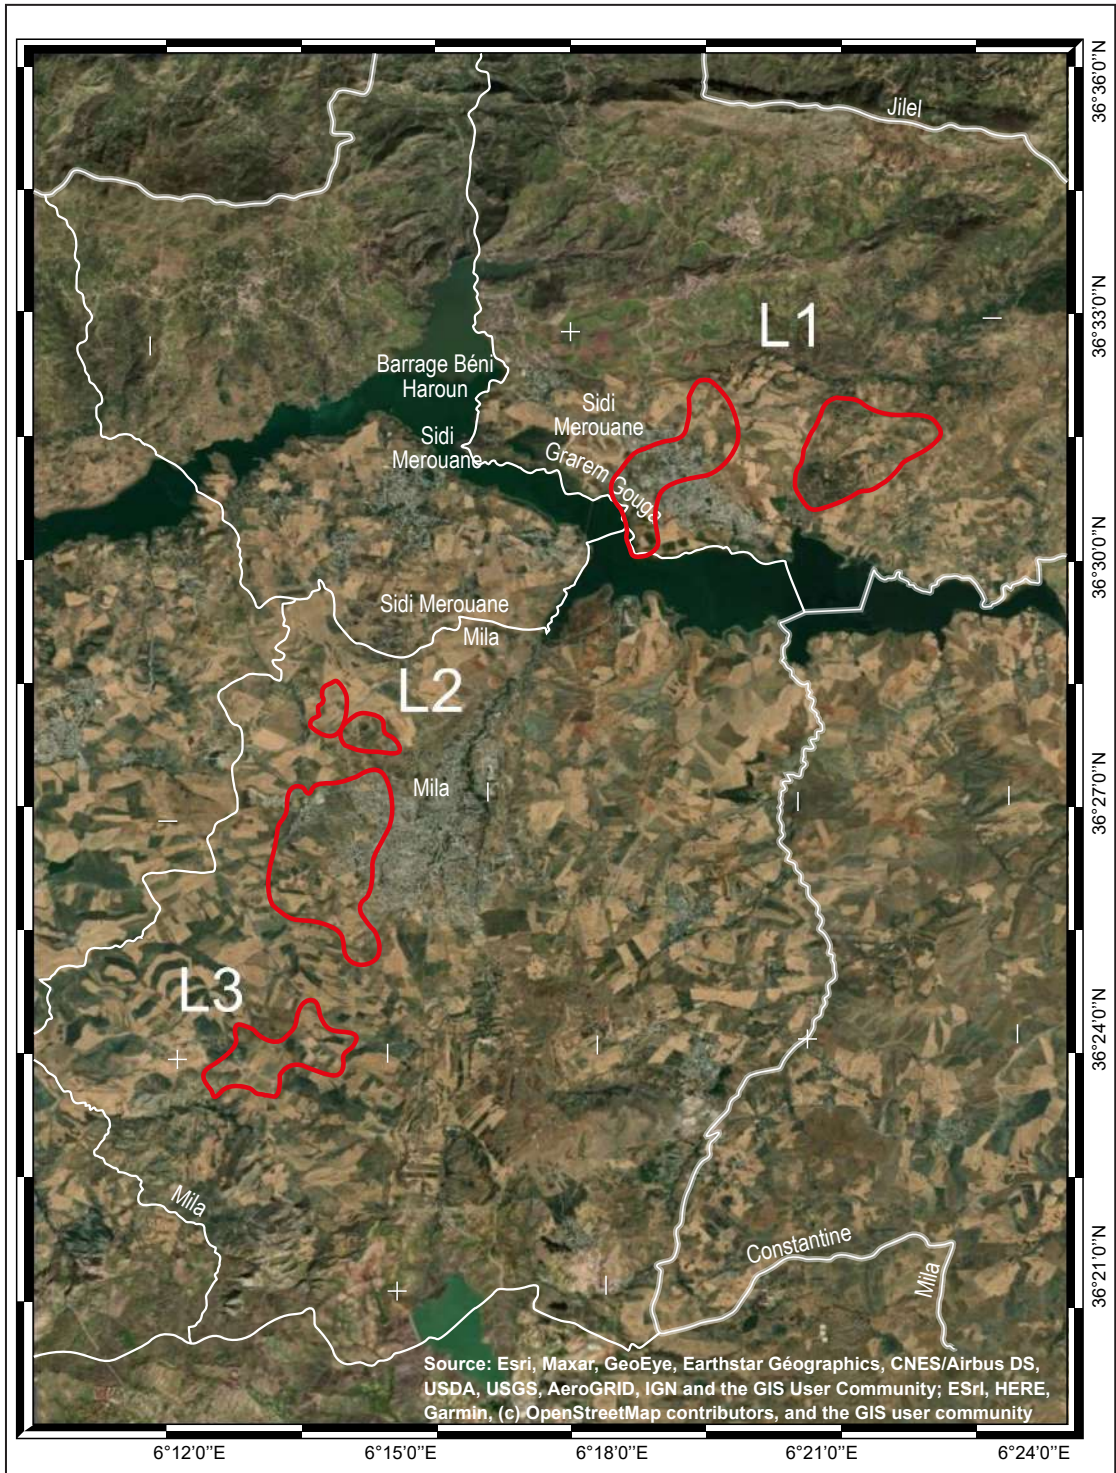 36°36'0"N
Jilel
36°33'0"N
L1
Barrage Béni
Haroun
Sidi
Merouane
Sidi
Merouane
Grarem Gouga
36°30'0"N
Sidi Merouane
Mila
L2
Mila
36°27'0"N
L3
36°24'0"N
Mila
Constantine
Mila
36°21'0"N
Source: Esri, Maxar, GeoEye, Earthstar Géographics, CNES/Airbus DS,
USDA, USGS, AeroGRID, IGN and the GIS User Community; ESrI, HERE,
Garmin, (c) OpenStreetMap contributors, and the GIS user community
6°12'0"E 6°15'0"E 6°18'0"E 6°21'0"E 6°24'0"E